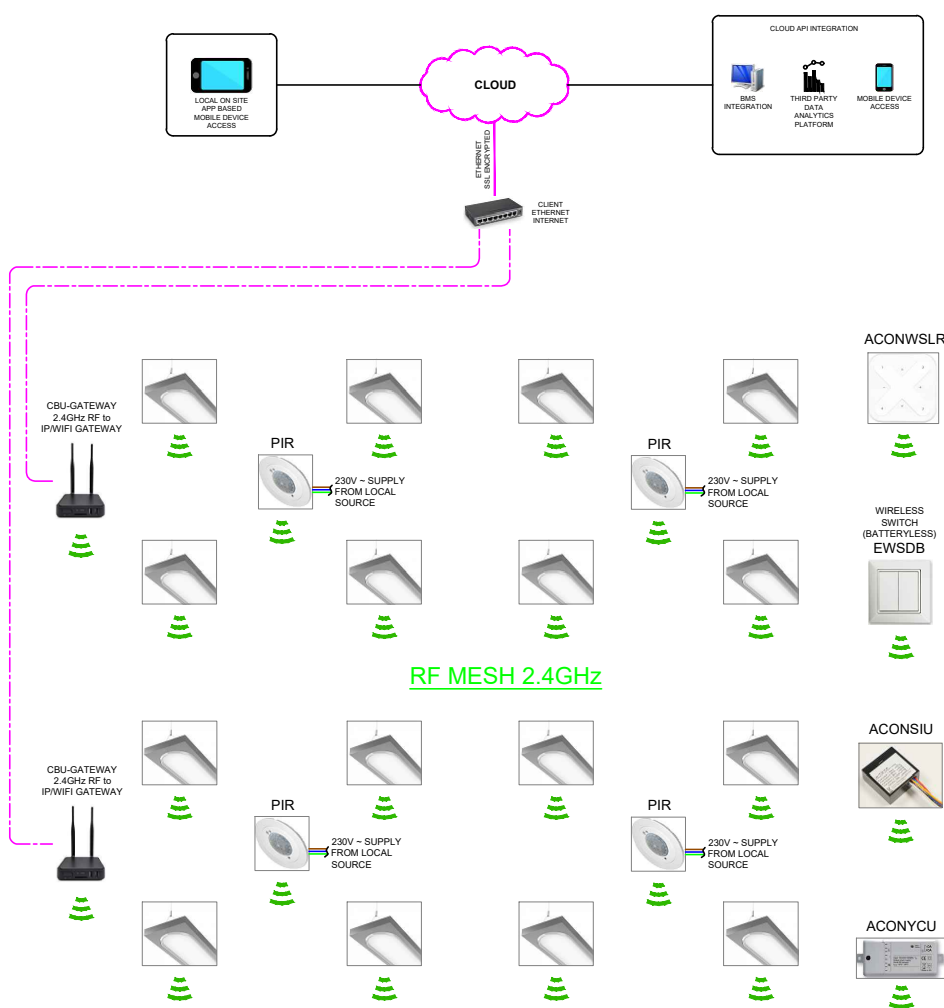 CLOUD API INTEGRATION
CLOUD
LOCAL ON SITE
APP BASED
MOBILE DEVICE
ACCESS
BMS
INTEGRATION
THIRD PARTY
DATA
ANALYTICS
PLATFORM
MOBILE DEVICE
ACCESS
ETHERNET
SSL ENCRYPTED
CLIENT
ETHERNET
INTERNET
ACONWSLR
CBU-GATEWAY
2.4GHz RF to
IP/WIFI GATEWAY
PIR
230V ~ SUPPLY
FROM LOCAL
SOURCE
PIR
230V ~ SUPPLY
FROM LOCAL
SOURCE
WIRELESS
SWITCH
(BATTERYLESS)
EWSDB
RF MESH 2.4GHz
ACONSIU
CBU-GATEWAY
2.4GHz RF to
IP/WIFI GATEWAY
PIR
230V ~ SUPPLY
FROM LOCAL
SOURCE
PIR
230V ~ SUPPLY
FROM LOCAL
SOURCE
ACONYCU